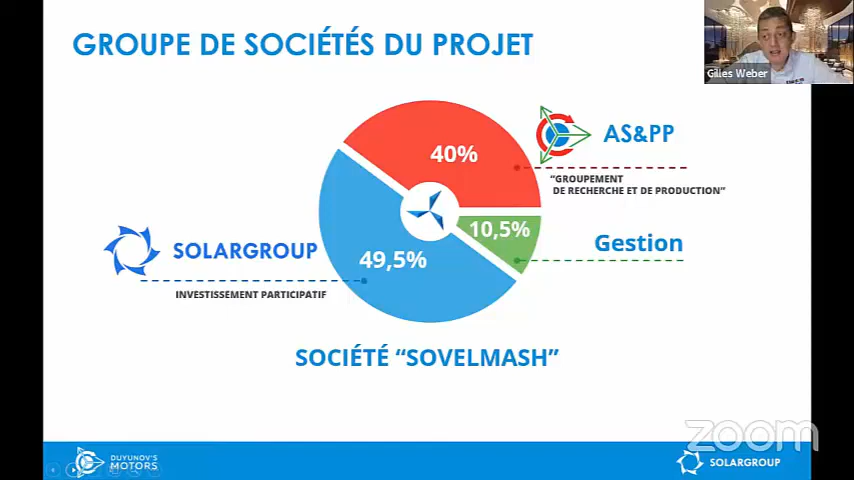 GROUPE DE SOCIÉTÉS DU PROJET
Gilles Weber
40%
AS&PP
“GROUPEMENT
DE RECHERCHE ET DE PRODUCTION”
10,5%
Gestion
SOLARGROUP
49,5%
INVESTISSEMENT PARTICIPATIF
SOCIÉTÉ “SOVELMASH”
zoom
DUYUNOV'S
MOTORS
SOLARGROUP